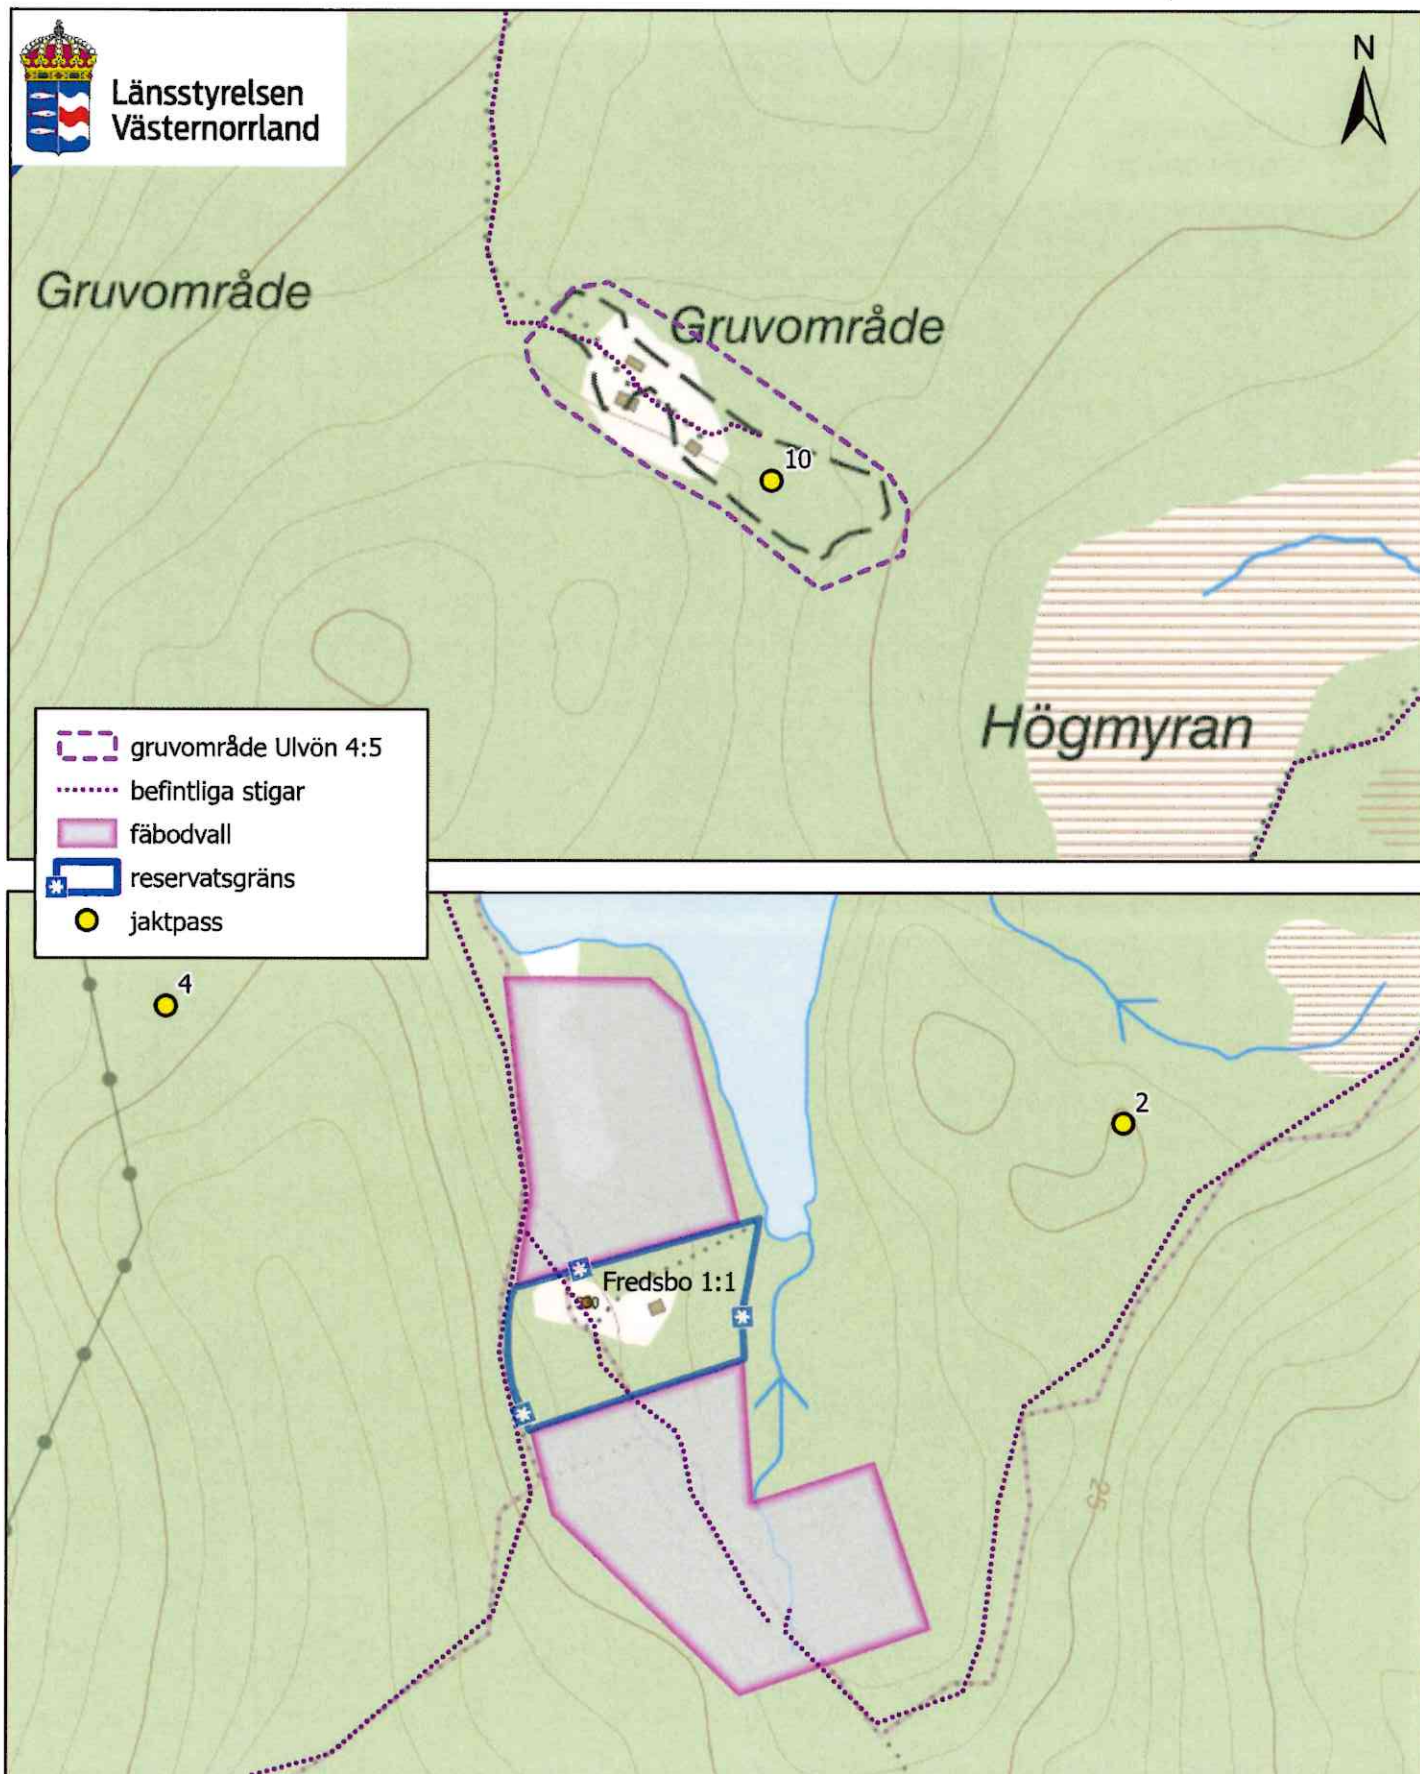 Länsstyrelsen
Västernorrland
N
Gruvområde
Gruvområde
10
Högmyran
gruvområde Ulvön 4:5
befintliga stigar
fäbodvall
reservatsgräns
jaktpass
4
2
Fredsbo 1:1
25